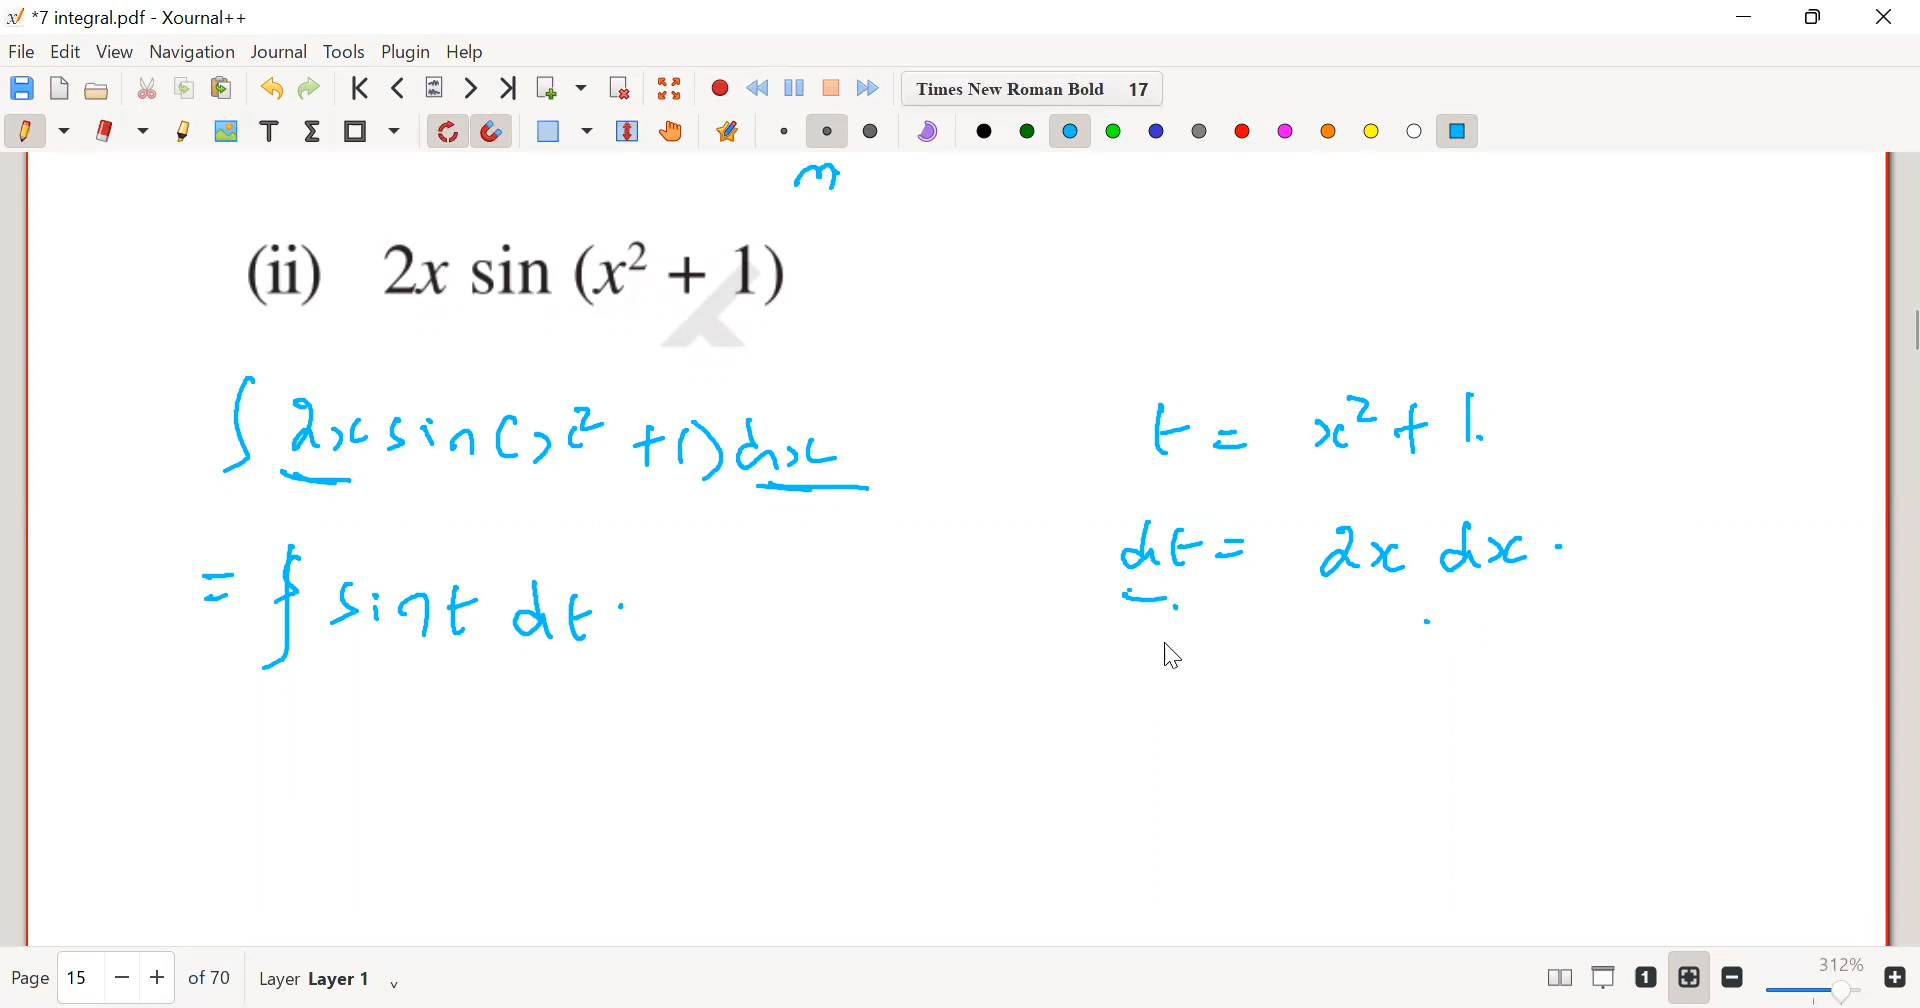 *7 integral.pdf - Xournal++
File Edit View Navigation Journal Tools Plugin Help
Times New Roman Bold 17
m
(ii) 2x sin (x² + 1)
∫ 2x sin(x² + 1) dx
t = x² + 1.
= ∫ sin t dt.
dt = 2x dx.
Page 15 of 70 Layer Layer 1
1
312%